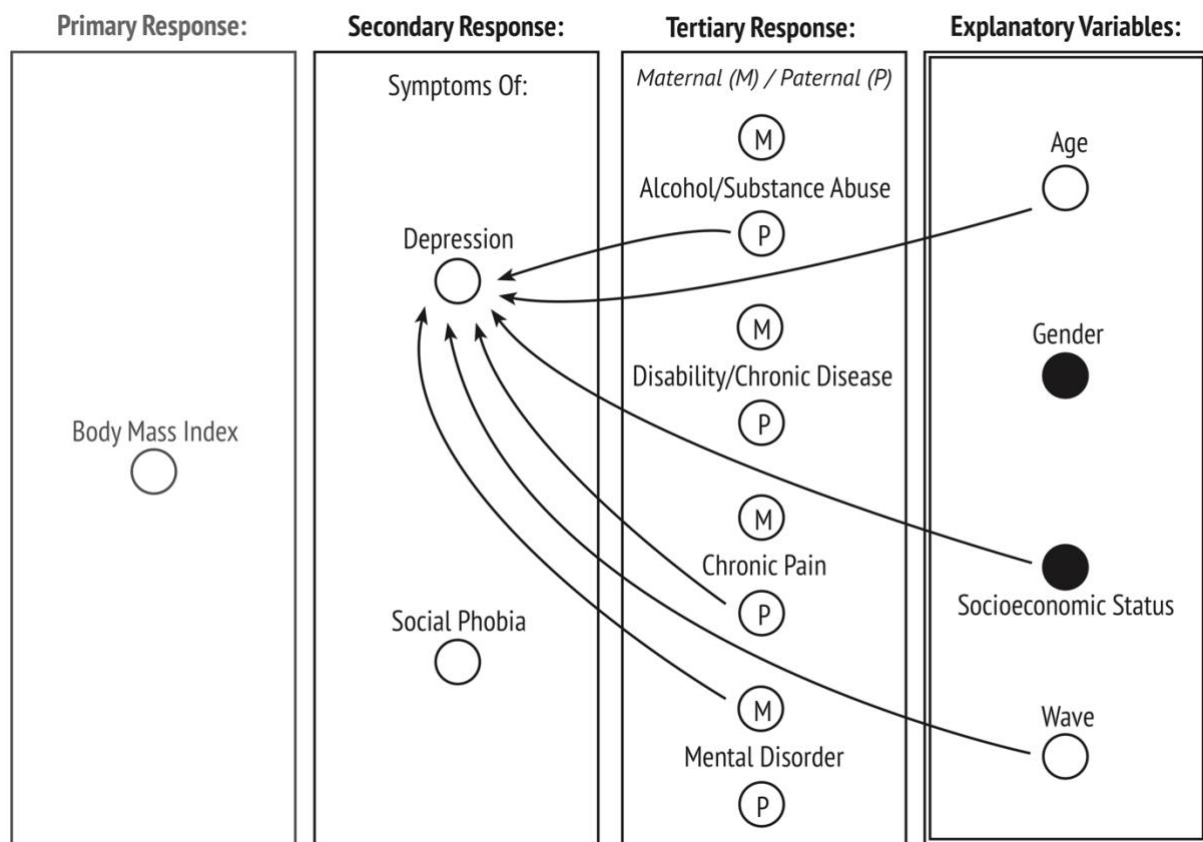 Primary Response:
Secondary Response:
Tertiary Response:
Explanatory Variables:
Body Mass Index
Symptoms Of:
Depression
Social Phobia
Maternal (M) / Paternal (P)
M
Alcohol/Substance Abuse
P
M
Disability/Chronic Disease
P
M
Chronic Pain
P
M
Mental Disorder
P
Age
Gender
Socioeconomic Status
Wave